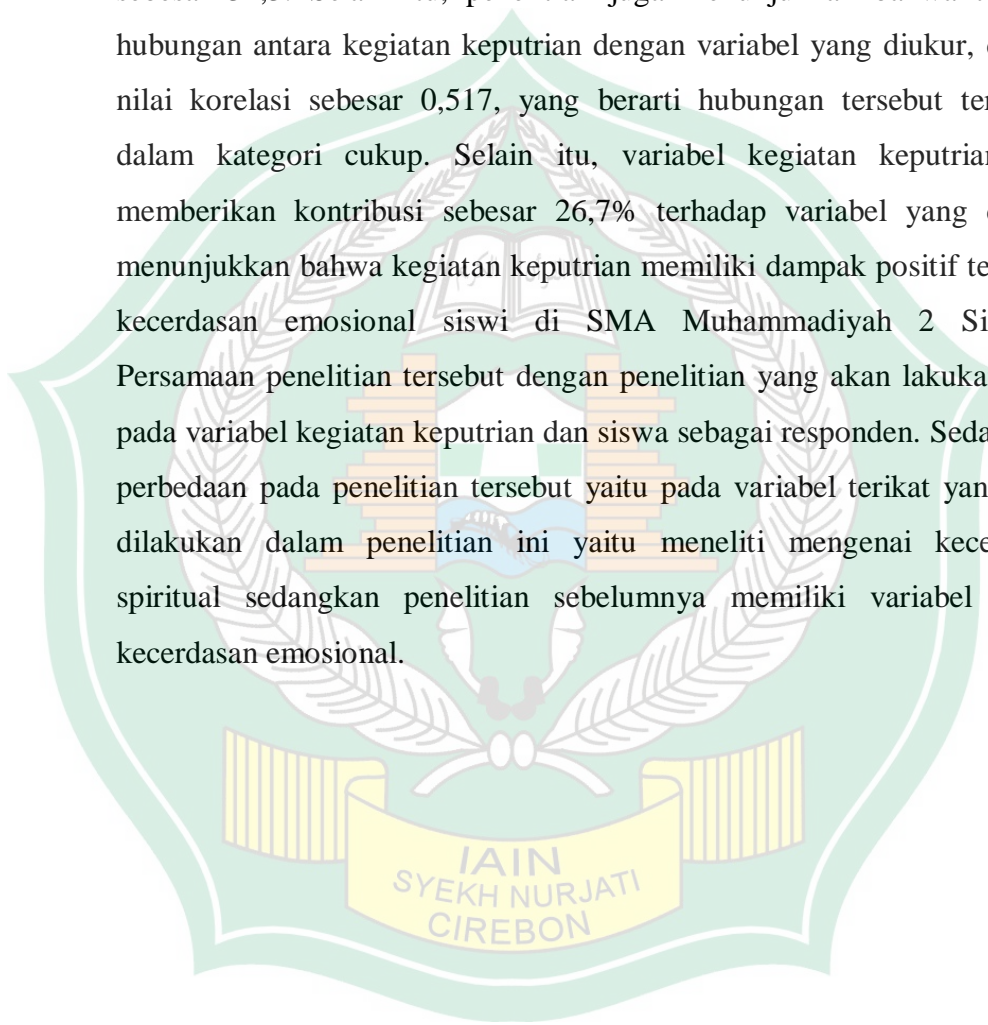 hubungan antara kegiatan keputrian dengan variabel yang diukur,
nilai korelasi sebesar 0,517, yang berarti hubungan tersebut
dalam kategori cukup. Selain itu, variabel kegiatan keputrian
memberikan kontribusi sebesar 26,7% terhadap variabel yang
menunjukkan bahwa kegiatan keputrian memiliki dampak positif
kecerdasan emosional siswi di SMA Muhammadiyah 2
Persamaan penelitian tersebut dengan penelitian yang akan
pada variabel kegiatan keputrian dan siswa sebagai responden.
perbedaan pada penelitian tersebut yaitu pada variabel terikat
dilakukan dalam penelitian ini yaitu meneliti mengenai
spiritual sedangkan penelitian sebelumnya memiliki variabel
kecerdasan emosional.
IAIN
SYEKH NURJATI
CIREBON